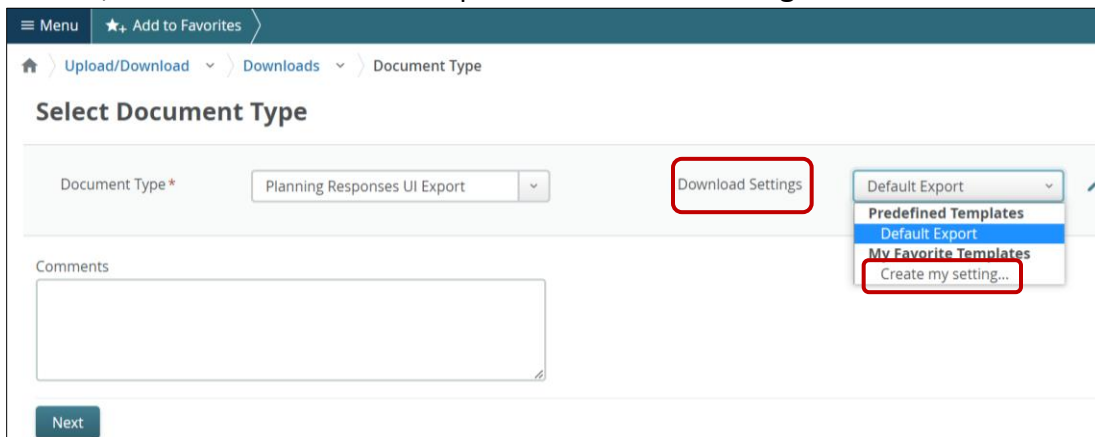 Menu Add to Favorites
Upload/Download Downloads Document Type
Select Document Type
Document Type* Planning Responses UI Export Download Settings Default Export
Predefined Templates
Default Export
My Favorite Templates
Create my setting...
Comments
Next